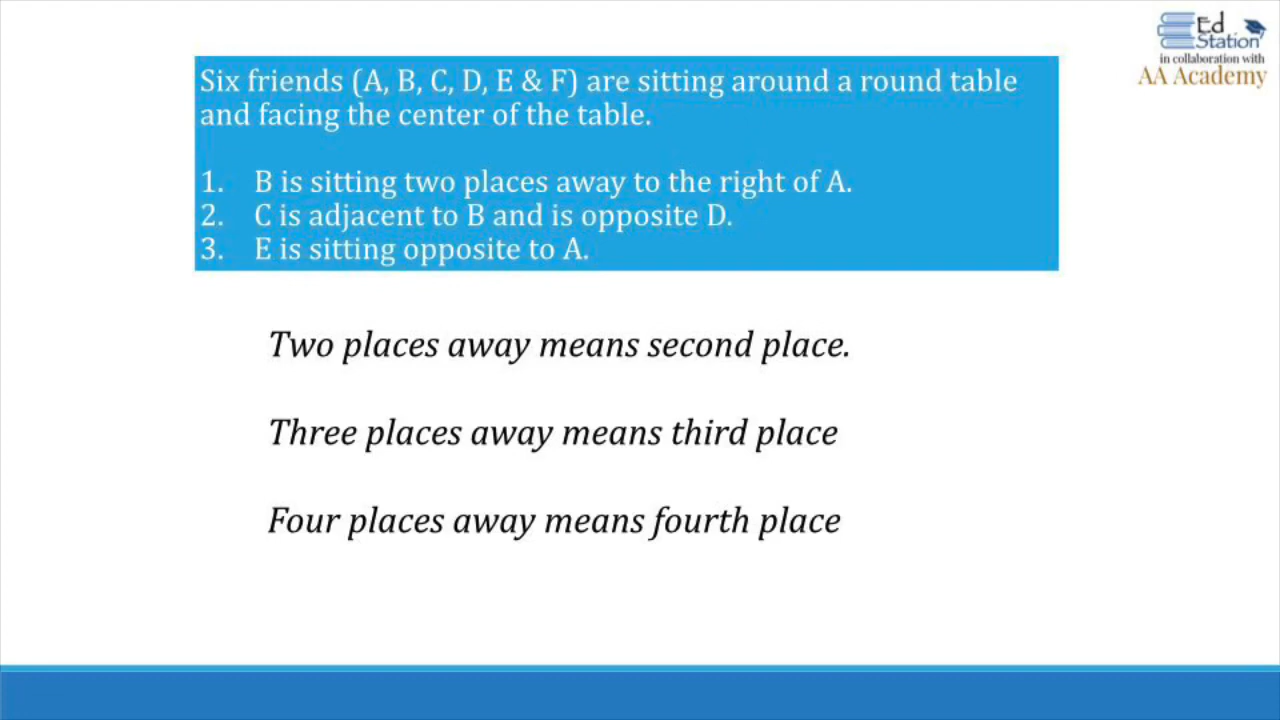 Ed
Station
in collaboration with
AA Academy
Six friends (A, B, C, D, E & F) are sitting around a round table
and facing the center of the table.
1. B is sitting two places away to the right of A.
2. C is adjacent to B and is opposite D.
3. E is sitting opposite to A.
Two places away means second place.
Three places away means third place
Four places away means fourth place